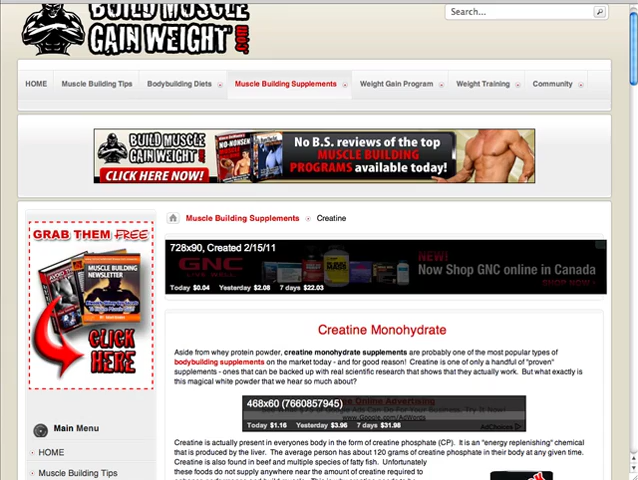 BUILD MUSCLE
GAIN WEIGHT
Search...
HOME
Muscle Building Tips
Bodybuilding Diets
Muscle Building Supplements
Weight Gain Program
Weight Training
Community
BUILD MUSCLE
GAIN WEIGHT
CLICK HERE NOW!
No B.S. reviews of the top
MUSCLE BUILDING
PROGRAMS available today!
GRAB THEM FREE
MUSCLE BUILDING
NEWSLETTER
CLICK
HERE
Main Menu
HOME
Muscle Building Tips
Muscle Building Supplements
Creatine
728x90, Created 2/15/11
GNC
LIVE WELL.
NEW!
Now Shop GNC online in Canada
SHOP NOW
Today $0.04 Yesterday $2.08 7 days $22.03
Creatine Monohydrate
Aside from whey protein powder, creatine monohydrate supplements are probably one of the most popular types of
bodybuilding supplements on the market today - and for good reason! Creatine is one of only a handful of "proven"
supplements - ones that can be backed up with real scientific research that shows that they actually work. But what exactly is
this magical white powder that we hear so much about?
468x60 (7660857945)
Online Advertising
www.Google.com/AdWords
Today $1.16 Yesterday $3.96 7 days $31.98
AdChoices
Creatine is actually present in everyones body in the form of creatine phosphate (CP). It is an "energy replenishing" chemical
that is produced by the liver. The average person has about 120 grams of creatine phosphate in their body at any given time.
Creatine is also found in beef and multiple species of fatty fish. Unfortunately
these foods do not supply anywhere near the amount of creatine required to